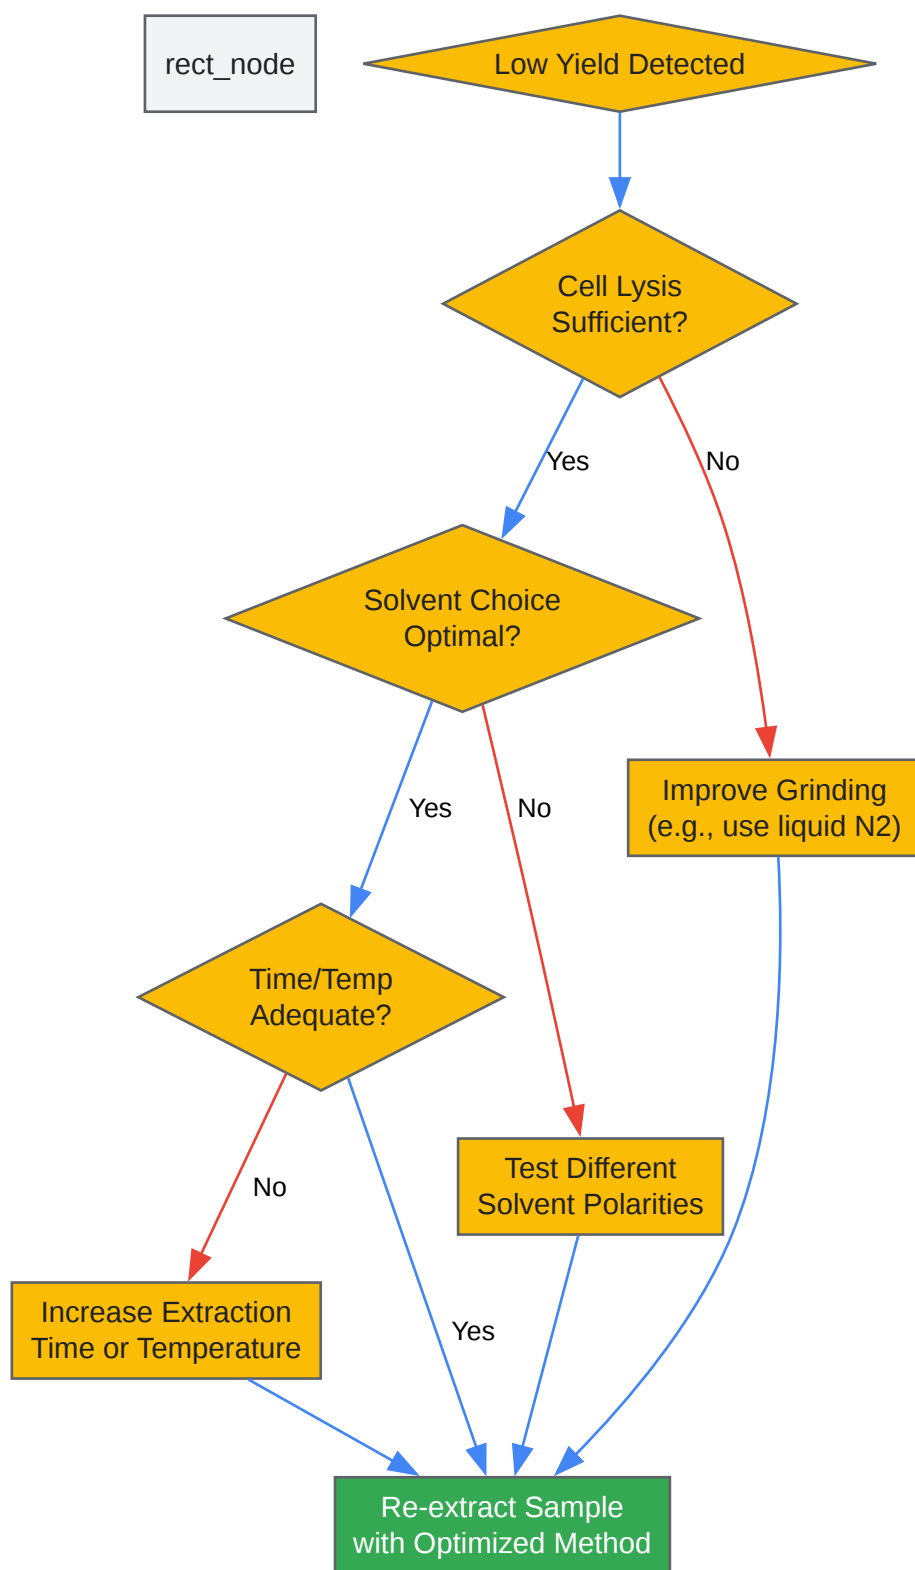 rect_node
Low Yield Detected
Cell Lysis
Sufficient?
Yes
No
Solvent Choice
Optimal?
Improve Grinding
(e.g., use liquid N2)
Yes
No
Time/Temp
Adequate?
Test Different
Solvent Polarities
No
Increase Extraction
Time or Temperature
Yes
Re-extract Sample
with Optimized Method